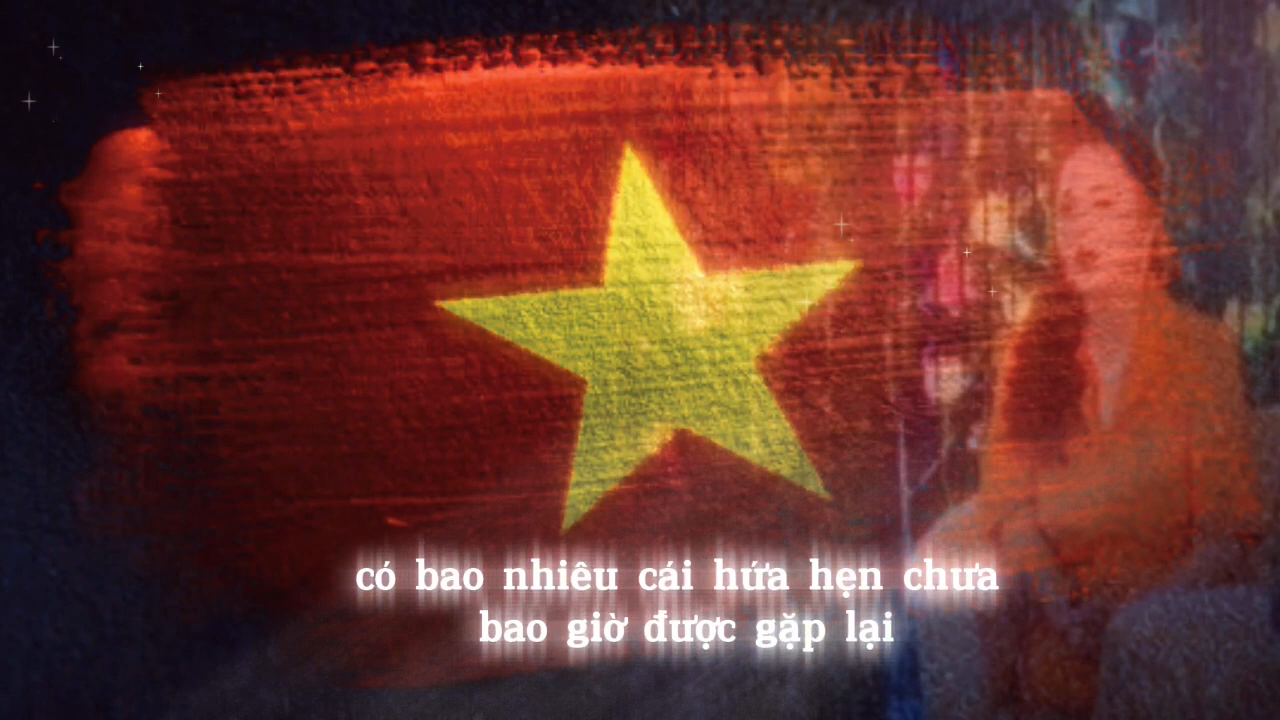 có bao nhiêu cái hứa hẹn chưa
bao giờ được gặp lại